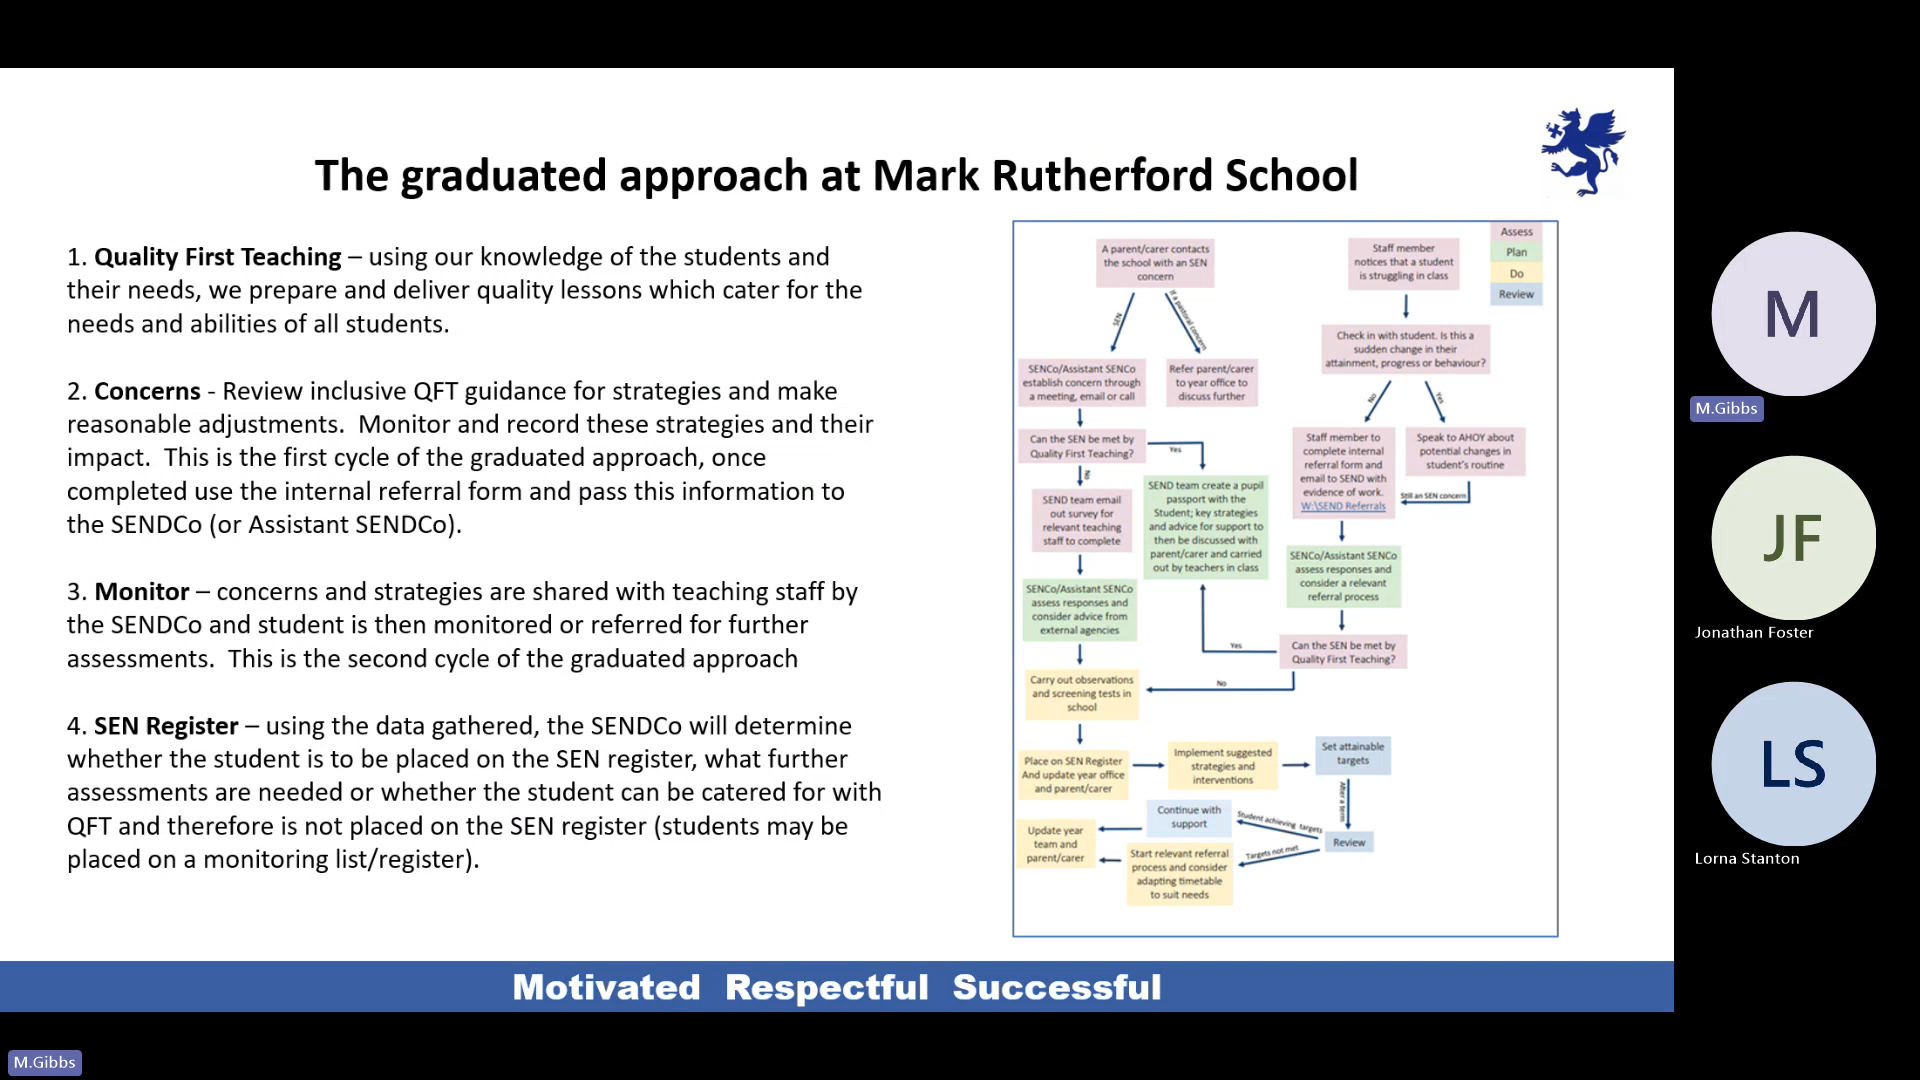 The graduated approach at Mark Rutherford School
1. Quality First Teaching – using our knowledge of the students and
their needs, we prepare and deliver quality lessons which cater for the
needs and abilities of all students.
2. Concerns - Review inclusive QFT guidance for strategies and make
reasonable adjustments. Monitor and record these strategies and their
impact. This is the first cycle of the graduated approach, once
completed use the internal referral form and pass this information to
the SENDCo (or Assistant SENDCo).
3. Monitor – concerns and strategies are shared with teaching staff by
the SENDCo and student is then monitored or referred for further
assessments. This is the second cycle of the graduated approach
4. SEN Register – using the data gathered, the SENDCo will determine
whether the student is to be placed on the SEN register, what further
assessments are needed or whether the student can be catered for with
QFT and therefore is not placed on the SEN register (students may be
placed on a monitoring list/register).
Assess
Plan
Do
Review
A parent/carer contacts
the school with an SEN
concern
SEN
If a pastoral concern
SENCo/Assistant SENCo
establish concern through
a meeting, email or call
Refer parent/carer
to year office to
discuss further
Can the SEN be met by
Quality First Teaching?
Yes
No
SEND team email
out survey for
relevant teaching
staff to complete
SEND team create a pupil
passport with the
Student; key strategies
and advice for support to
then be discussed with
parent/carer and carried
out by teachers in class
SENCo/Assistant SENCo
assess responses and
consider advice from
external agencies
Carry out observations
and screening tests in
school
Staff member
notices that a student
is struggling in class
Check in with student. Is this a
sudden change in their
attainment, progress or behaviour?
No
Yes
Staff member to
complete internal
referral form and
email to SEND with
evidence of work.
W:\SEND Referrals
Speak to AHOY about
potential changes in
student's routine
Still an SEN concern
SENCo/Assistant SENCo
assess responses and
consider a relevant
referral process
Can the SEN be met by
Quality First Teaching?
Yes
No
Place on SEN Register
And update year office
and parent/carer
Implement suggested
strategies and
interventions
Set attainable
targets
After a term
Review
Student achieving targets
Targets not met
Continue with
support
Start relevant referral
process and consider
adapting timetable
to suit needs
Update year
team and
parent/carer
Motivated Respectful Successful
M
M.Gibbs
JF
Jonathan Foster
LS
Lorna Stanton
M.Gibbs